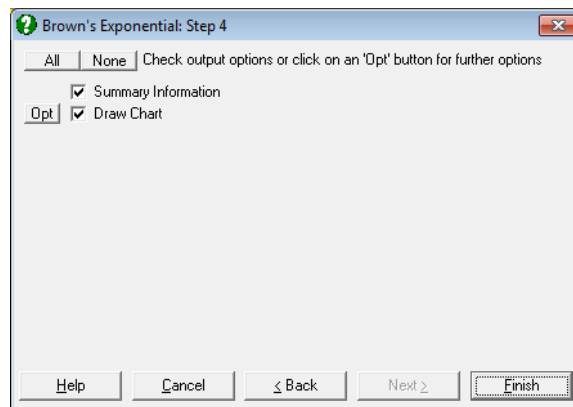 Brown's Exponential: Step 4
All None Check output options or click on an 'Opt' button for further options
Summary Information
Opt Draw Chart
Help Cancel < Back Next > Finish